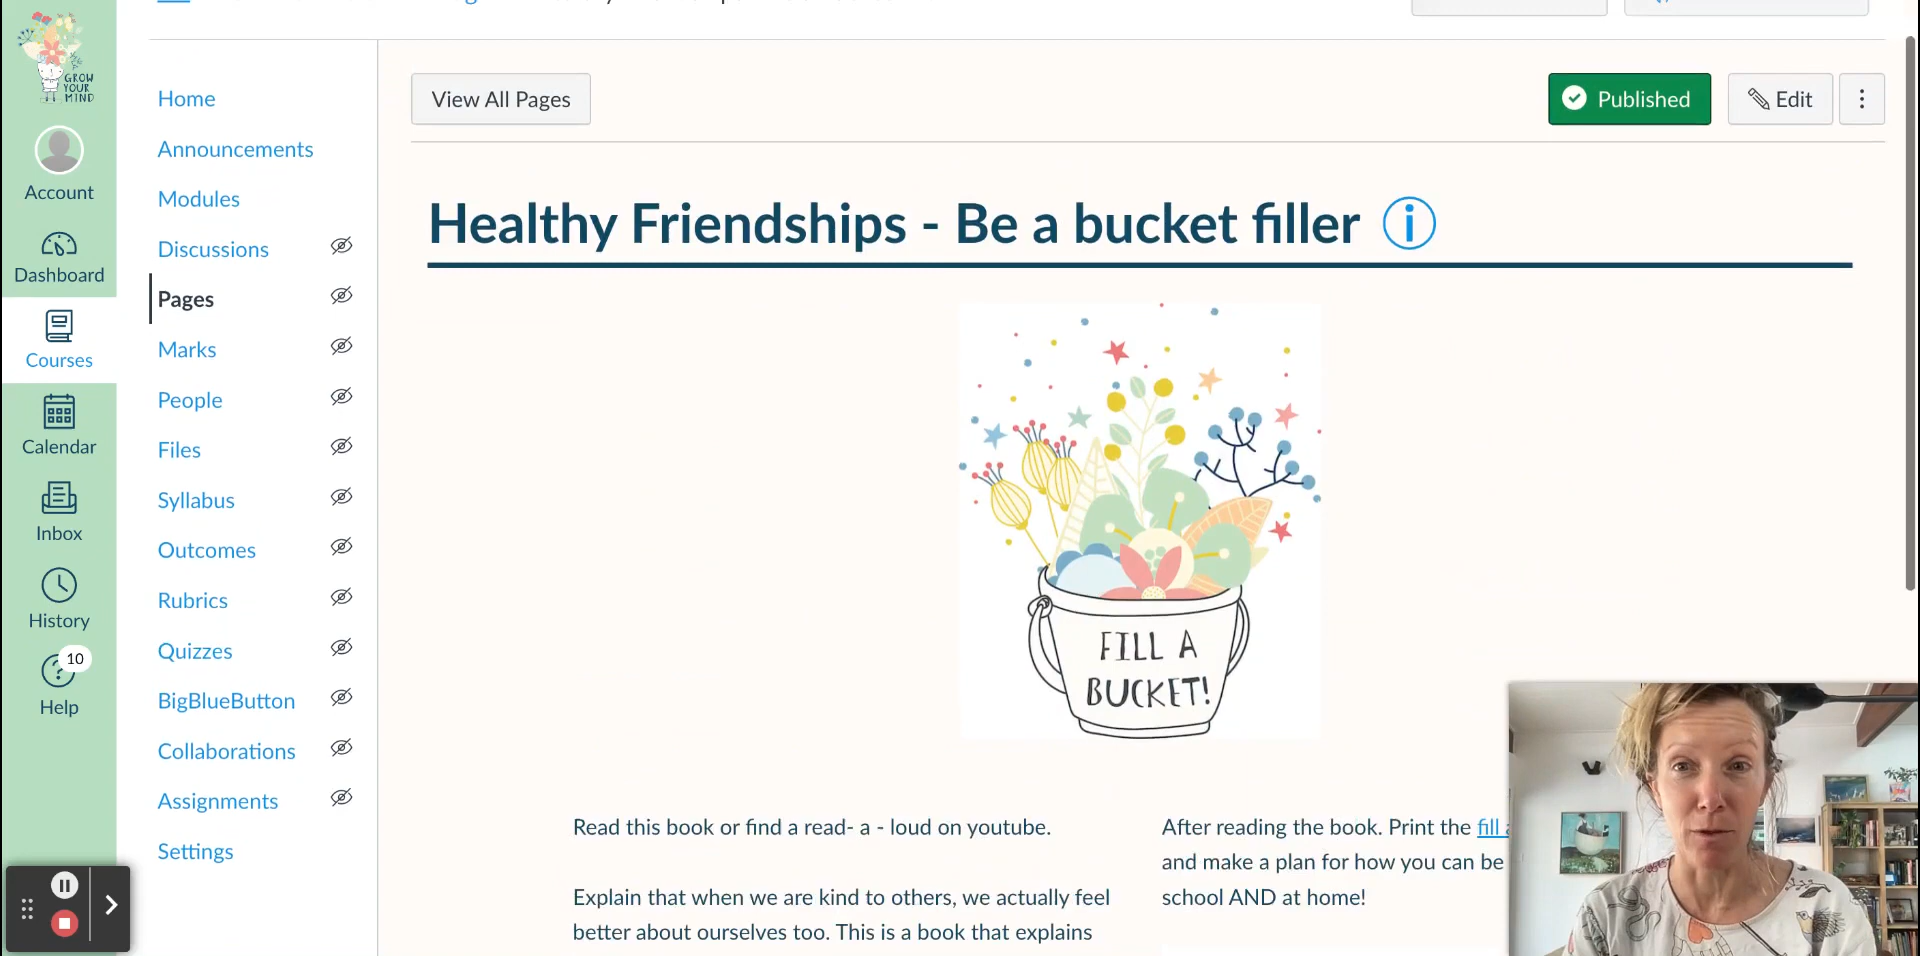 GROW
YOUR
MIND
Account
Dashboard
Courses
Calendar
Inbox
History
10
Help
Home
Announcements
Modules
Discussions
Pages
Marks
People
Files
Syllabus
Outcomes
Rubrics
Quizzes
BigBlueButton
Collaborations
Assignments
Settings
View All Pages
Published
Edit
Healthy Friendships - Be a bucket filler
FILL A
BUCKET!
Read this book or find a read- a - loud on youtube.
Explain that when we are kind to others, we actually feel
better about ourselves too. This is a book that explains
After reading the book. Print the fill
and make a plan for how you can be
school AND at home!